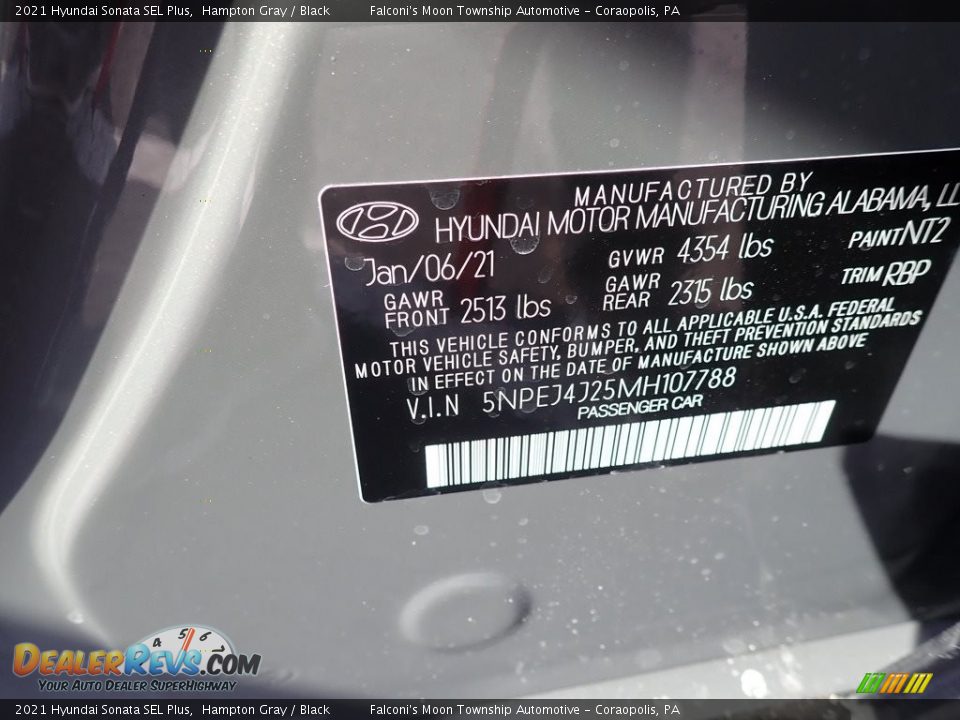 2021 Hyundai Sonata SEL Plus, Hampton Gray / Black Falconi's Moon Township Automotive - Coraopolis, PA
MANUFACTURED BY
HYUNDAI MOTOR MANUFACTURING ALABAMA, LL
Jan/06/21 GVWR 4354 lbs PAINT NT2
GAWR FRONT 2513 lbs GAWR REAR 2315 lbs TRIM RBP
THIS VEHICLE CONFORMS TO ALL APPLICABLE U.S.A. FEDERAL
MOTOR VEHICLE SAFETY, BUMPER, AND THEFT PREVENTION STANDARDS
IN EFFECT ON THE DATE OF MANUFACTURE SHOWN ABOVE
V.I.N 5NPEJ4J25MH107788
PASSENGER CAR
4 5 6
DEALERREVS.COM
YOUR AUTO DEALER SUPERHIGHWAY
2021 Hyundai Sonata SEL Plus, Hampton Gray / Black Falconi's Moon Township Automotive - Coraopolis, PA